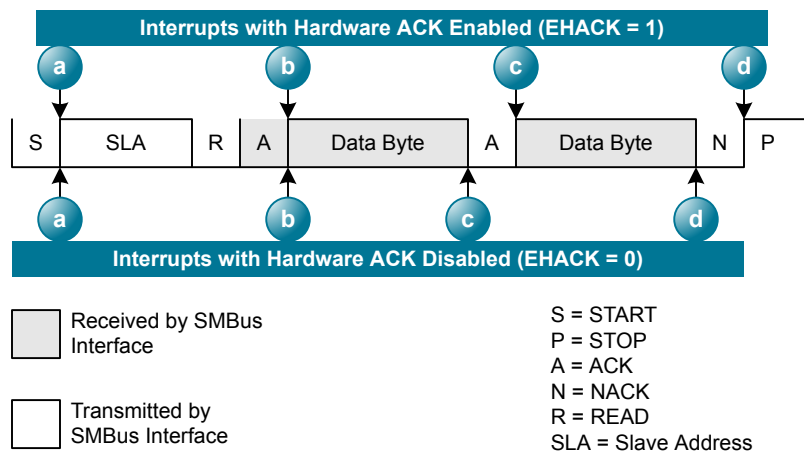 Interrupts with Hardware ACK Enabled (EHACK = 1)
a b c d
S SLA R A Data Byte A Data Byte N P
a b c d
Interrupts with Hardware ACK Disabled (EHACK = 0)
Received by SMBus
Interface
Transmitted by
SMBus Interface
S = START
P = STOP
A = ACK
N = NACK
R = READ
SLA = Slave Address